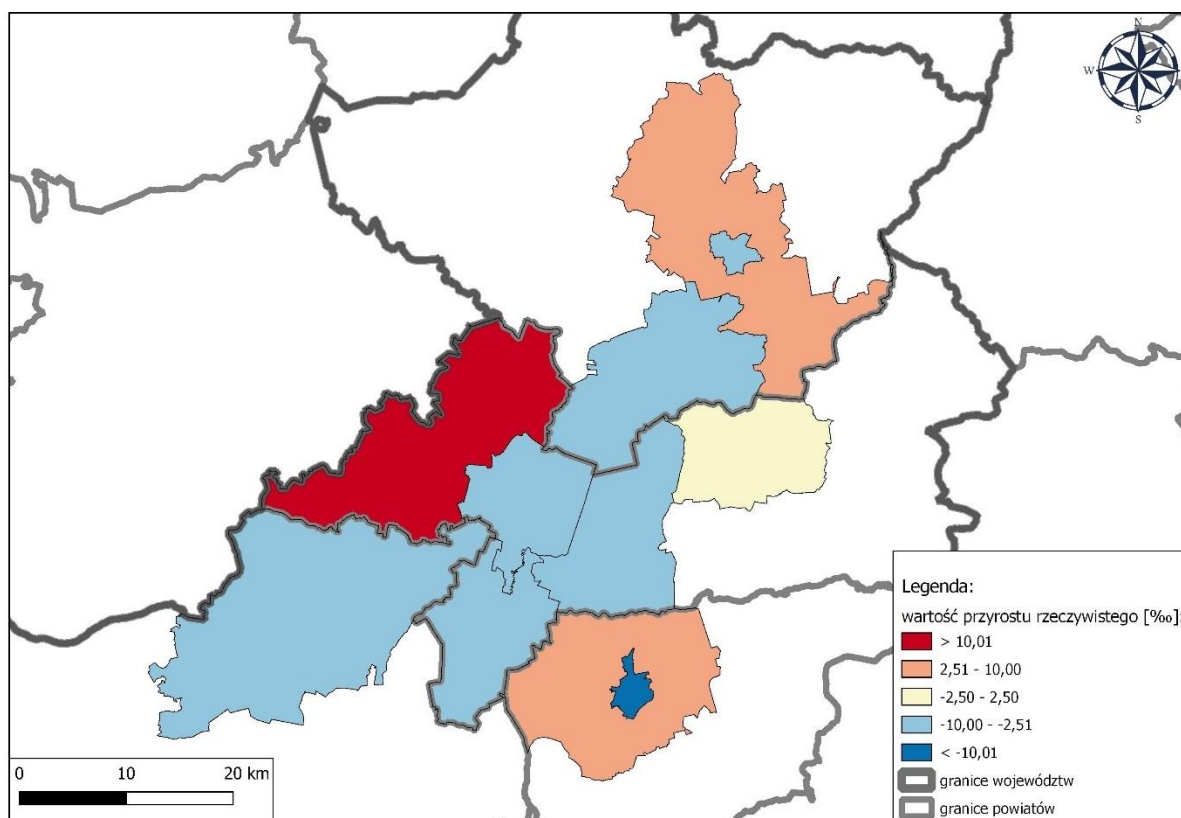 N
W
S
Legenda:
wartość przyrostu rzeczywistego [‰]:
> 10,01
2,51 - 10,00
-2,50 - 2,50
-10,00 - -2,51
< -10,01
granice województw
granice powiatów
0 10 20 km